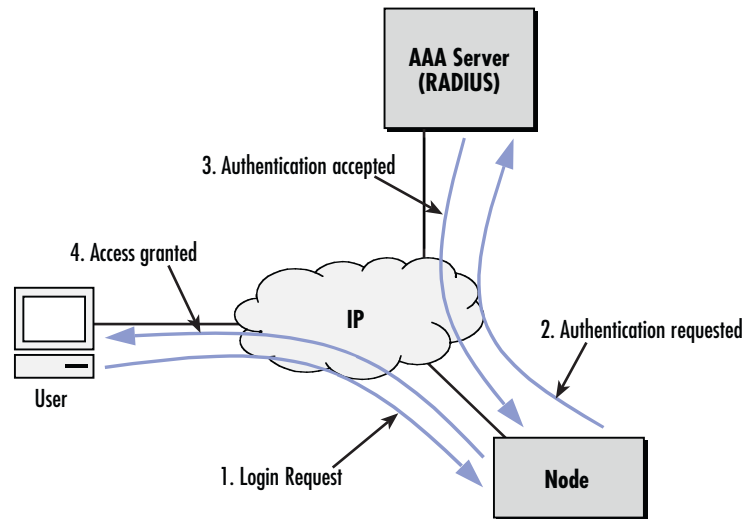 AAA Server
(RADIUS)
3. Authentication accepted
4. Access granted
IP
2. Authentication requested
User
1. Login Request
Node